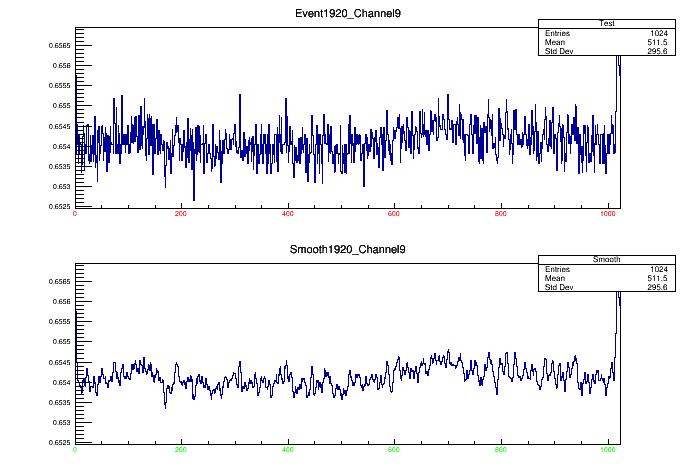 Event1920_Channel9
Test
Entries 1024
Mean 511.5
Std Dev 295.6
0.6565
0.656
0.6555
0.655
0.6545
0.654
0.6535
0.653
0.6525
0 200 400 600 800 1000
Smooth1920_Channel9
Smooth
Entries 1024
Mean 511.5
Std Dev 295.6
0.6565
0.656
0.6555
0.655
0.6545
0.654
0.6535
0.653
0.6525
0 200 400 600 800 1000